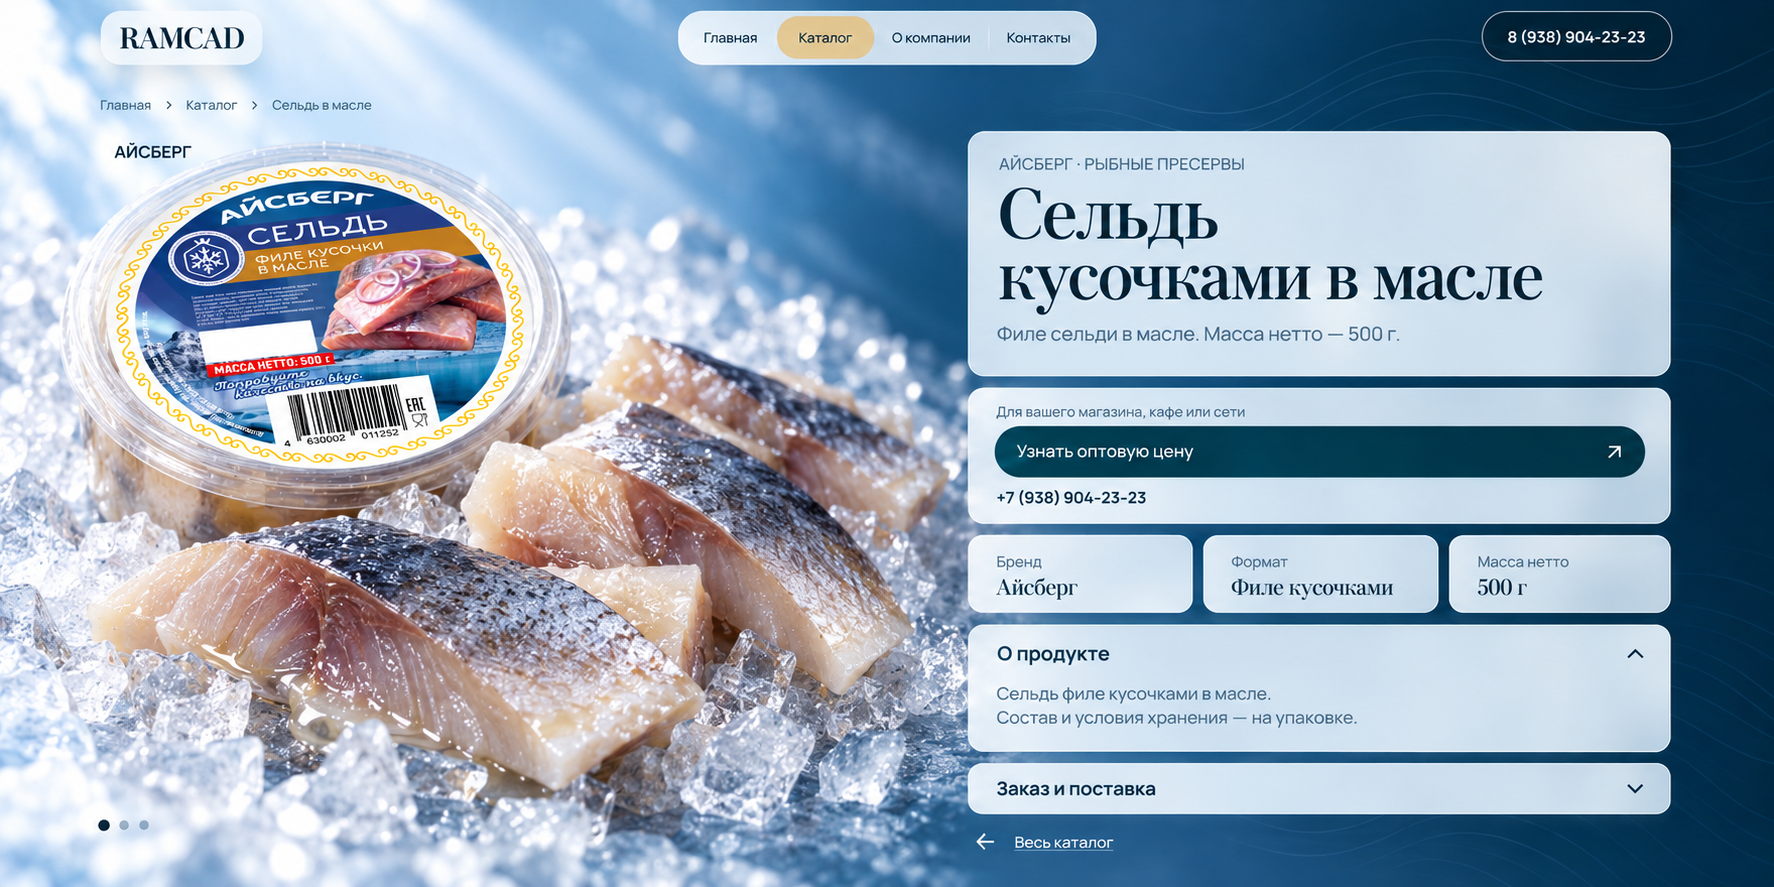 RAMCAD
Главная
Каталог
О компании
Контакты
8 (938) 904-23-23
Главная > Каталог > Сельдь в масле
АЙСБЕРГ
АЙСБЕРГ
СЕЛЬДЬ
ФИЛЕ КУСОЧКИ
В МАСЛЕ
МАССА НЕТТО: 500 г
Попробуйте
качество на вкус.
4 630002 011252
EAC
АЙСБЕРГ · РЫБНЫЕ ПРЕСЕРВЫ
Сельдь
кусочками в масле
Филе сельди в масле. Масса нетто — 500 г.
Для вашего магазина, кафе или сети
Узнать оптовую цену
+7 (938) 904-23-23
Бренд
Айсберг
Формат
Филе кусочками
Масса нетто
500 г
О продукте
Сельдь филе кусочками в масле.
Состав и условия хранения — на упаковке.
Заказ и поставка
Весь каталог